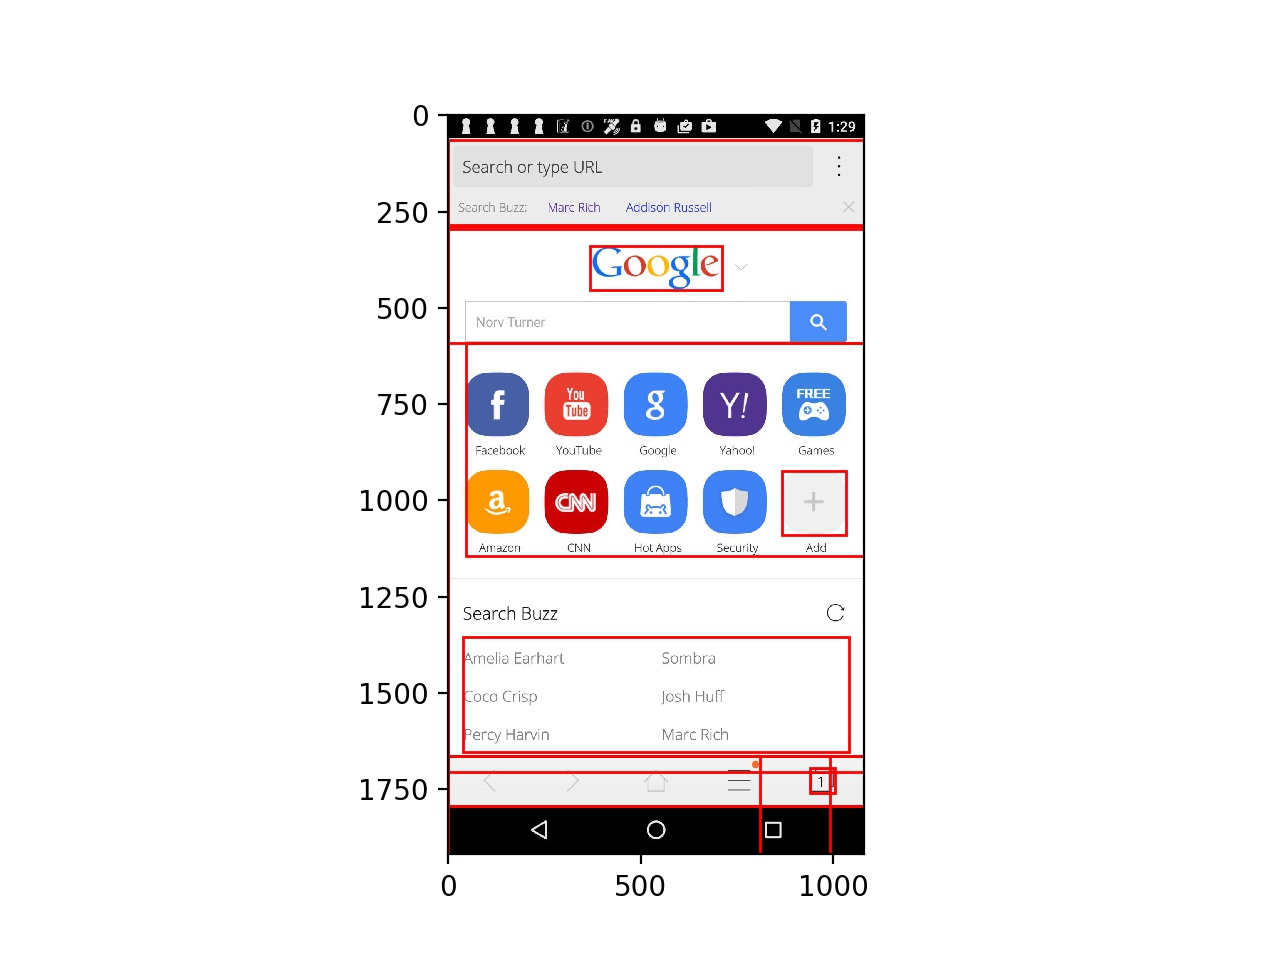 0
1:29
Search or type URL
Search Buzz: Marc Rich Addison Russell
250
Google
500
Norv Turner
750
f You Tube g Y! FREE
Facebook YouTube Google Yahoo! Games
1000
a CNN
Amazon CNN Hot Apps Security Add
1250
Search Buzz
Amelia Earhart Sombra
1500
Coco Crisp Josh Huff
Percy Harvin Marc Rich
1750
1
0 500 1000